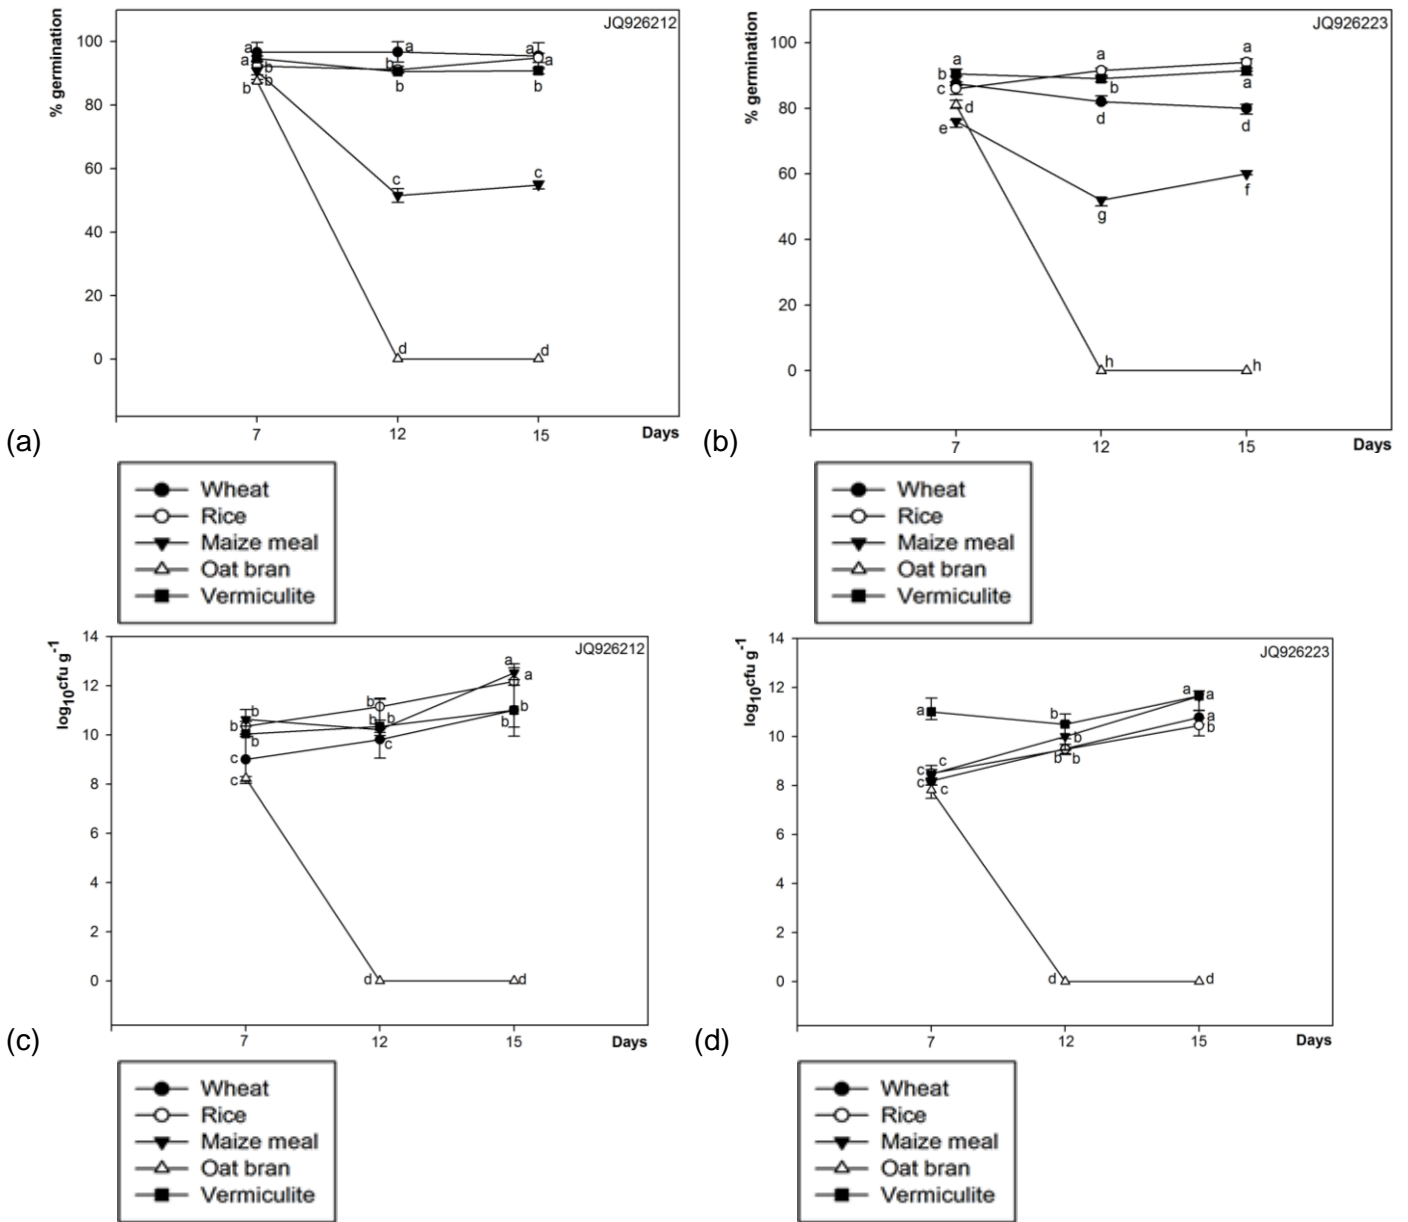 JQ926212
% germination
100
80
60
40
20
0
a
a
b
b
b
a
b
b
a
a
b
c
c
d
d
7
12
15
Days
(a)
JQ926223
% germination
100
80
60
40
20
0
a
b
c
d
e
a
b
d
g
h
a
a
d
f
h
7
12
15
Days
(b)
Wheat
Rice
Maize meal
Oat bran
Vermiculite
Wheat
Rice
Maize meal
Oat bran
Vermiculite
JQ926212
log10cfu g-1
14
12
10
8
6
4
2
0
b
b
b
c
c
b
b
b
c
d
a
a
b
b
d
7
12
15
Days
(c)
JQ926223
log10cfu g-1
14
12
10
8
6
4
2
0
a
c
c
c
c
b
b
b
b
d
a
a
a
b
d
7
12
15
Days
(d)
Wheat
Rice
Maize meal
Oat bran
Vermiculite
Wheat
Rice
Maize meal
Oat bran
Vermiculite